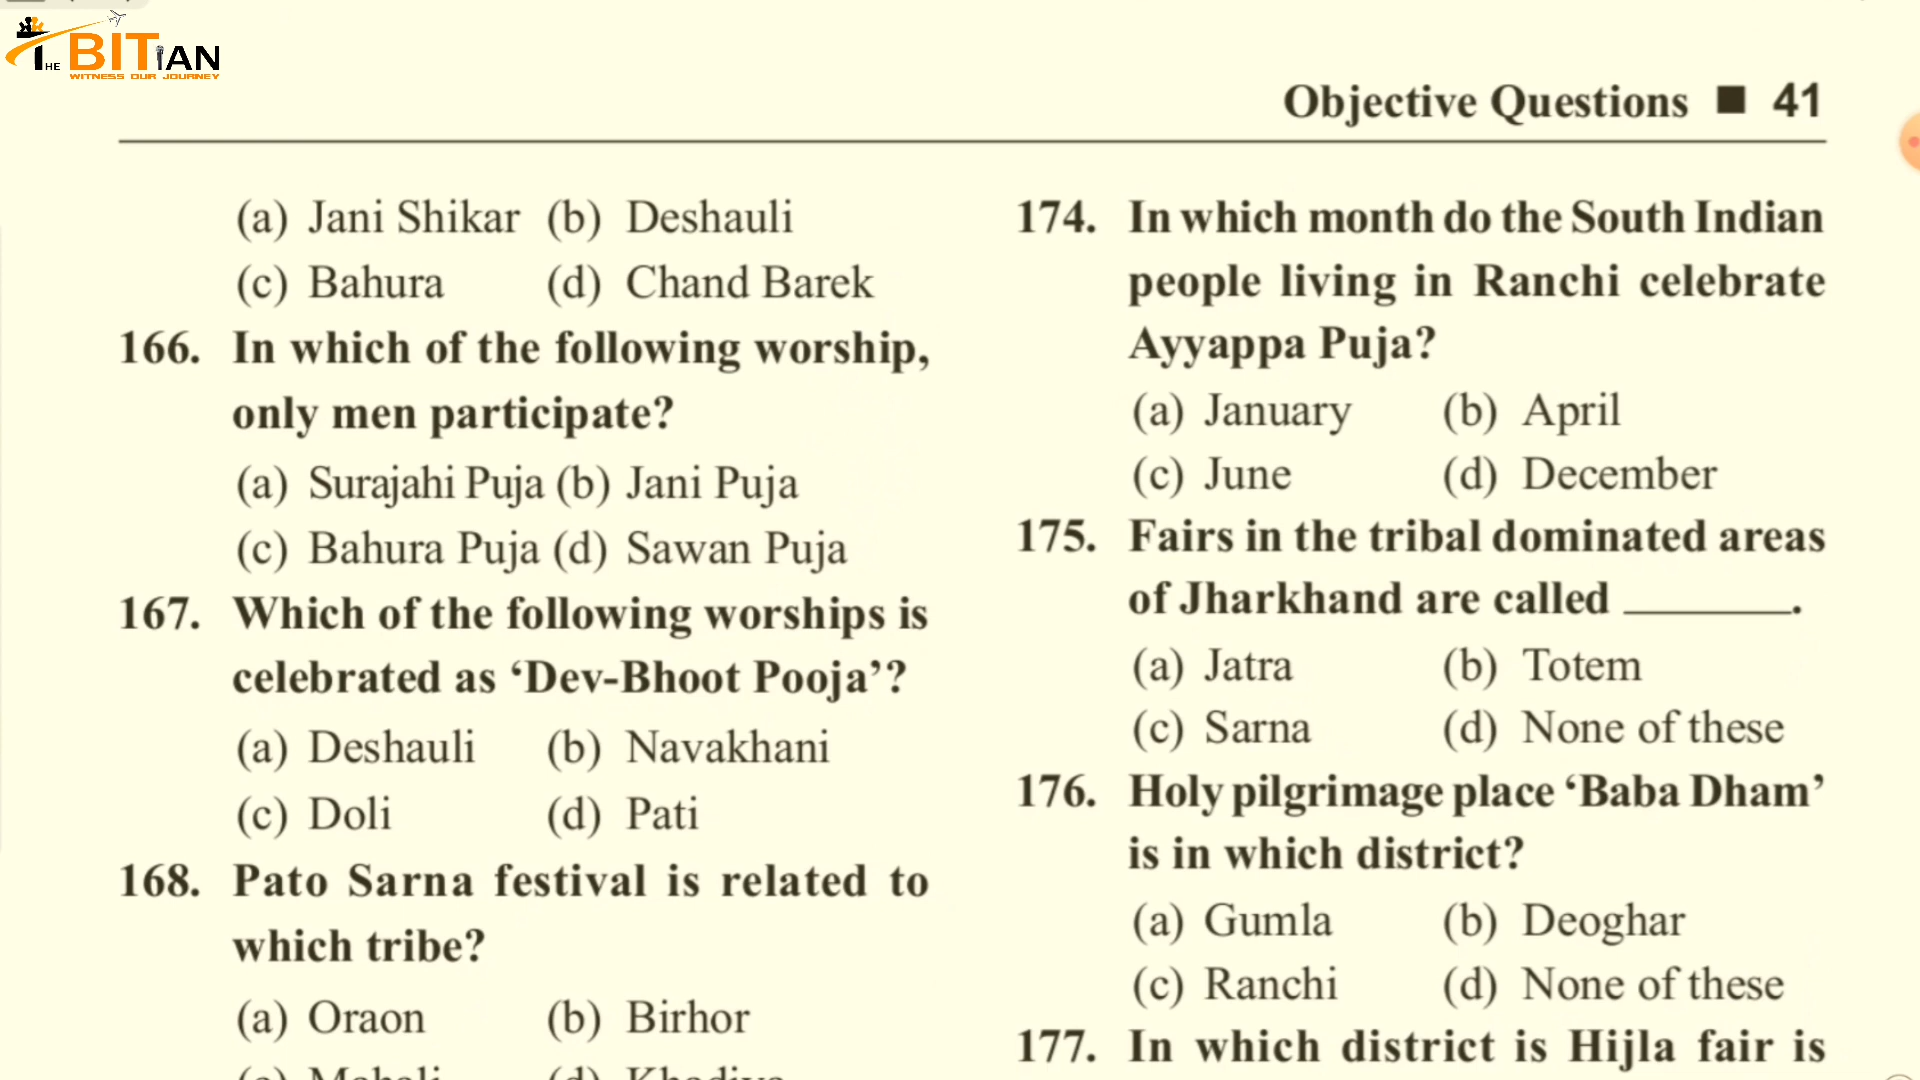 THE BITIAN
WITNESS OUR JOURNEY
Objective Questions ■ 41
(a) Jani Shikar (b) Deshauli
(c) Bahura (d) Chand Barek
166. In which of the following worship,
only men participate?
(a) Surajahi Puja (b) Jani Puja
(c) Bahura Puja (d) Sawan Puja
167. Which of the following worships is
celebrated as ‘Dev-Bhoot Pooja’?
(a) Deshauli (b) Navakhani
(c) Doli (d) Pati
168. Pato Sarna festival is related to
which tribe?
(a) Oraon (b) Birhor
174. In which month do the South Indian
people living in Ranchi celebrate
Ayyappa Puja?
(a) January (b) April
(c) June (d) December
175. Fairs in the tribal dominated areas
of Jharkhand are called ________.
(a) Jatra (b) Totem
(c) Sarna (d) None of these
176. Holy pilgrimage place ‘Baba Dham’
is in which district?
(a) Gumla (b) Deoghar
(c) Ranchi (d) None of these
177. In which district is Hijla fair is